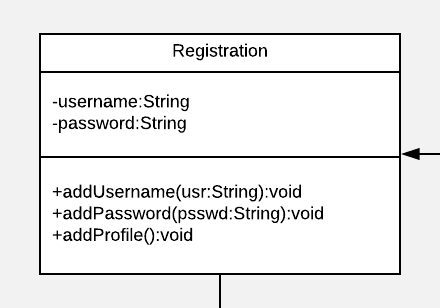 Registration
-username:String
-password:String
+addUsername(usr:String):void
+addPassword(psswd:String):void
+addProfile():void